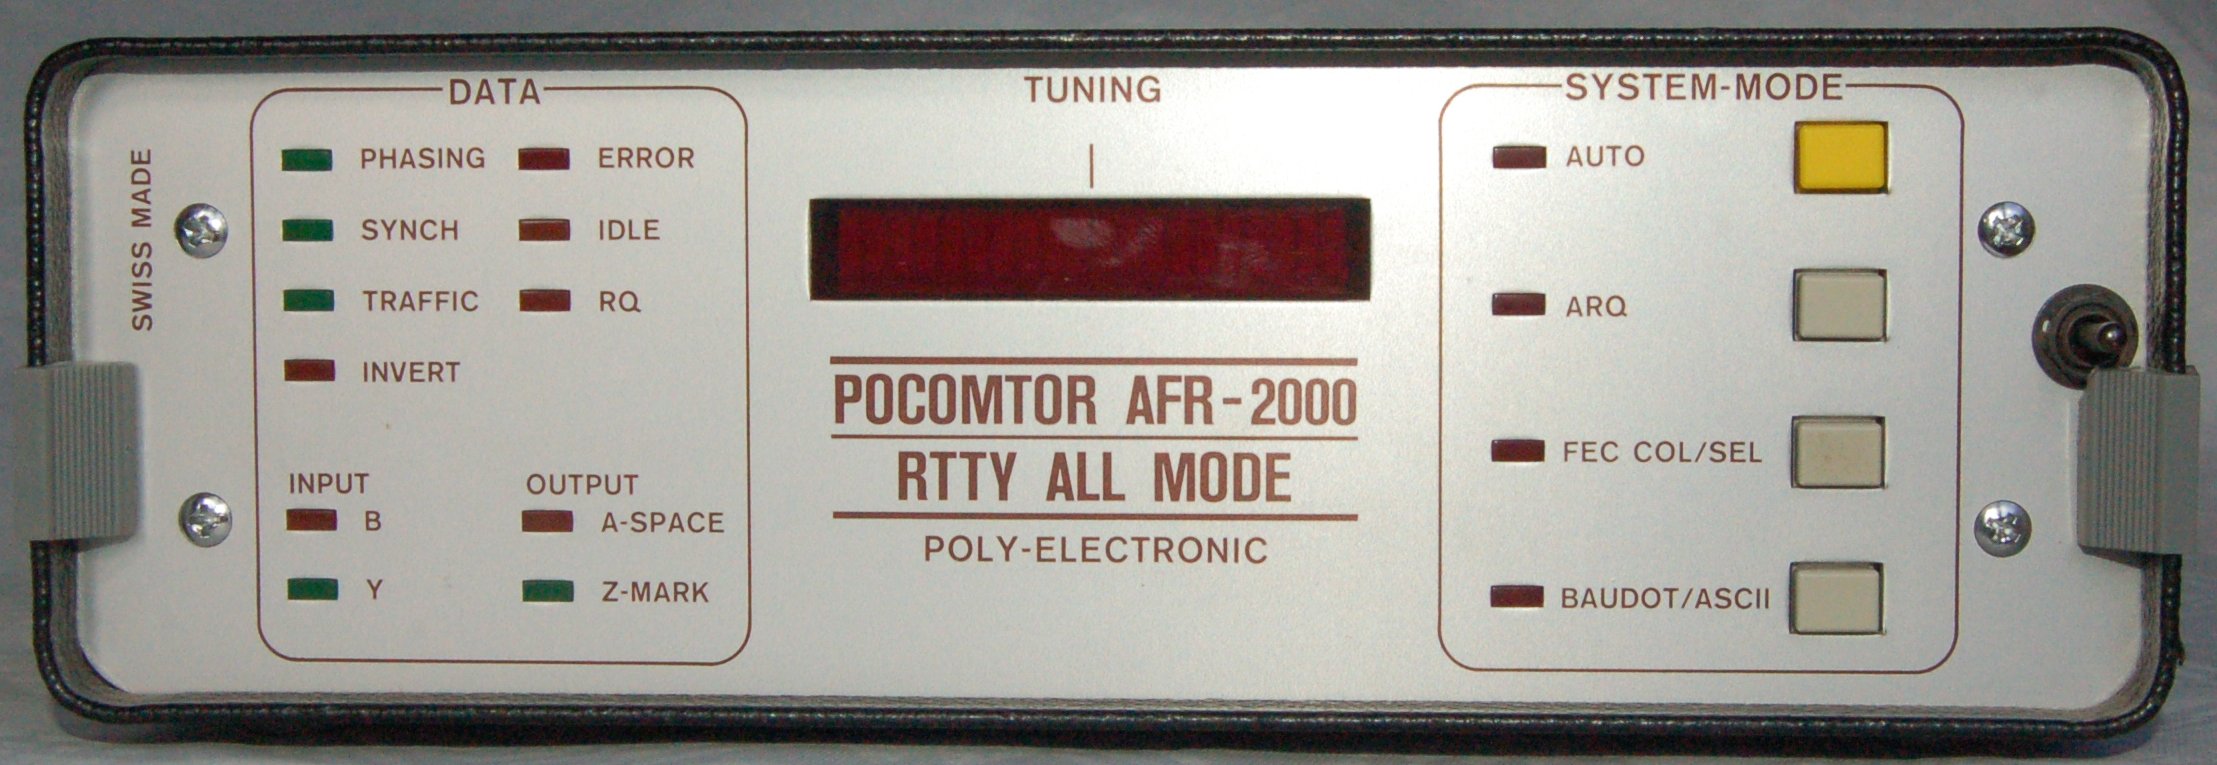 SWISS MADE
DATA
PHASING
ERROR
SYNCH
IDLE
TRAFFIC
RQ
INVERT
INPUT
OUTPUT
B
A-SPACE
Y
Z-MARK
TUNING
POCOMTOR AFR-2000
RTTY ALL MODE
POLY-ELECTRONIC
SYSTEM-MODE
AUTO
ARQ
FEC COL/SEL
BAUDOT/ASCII